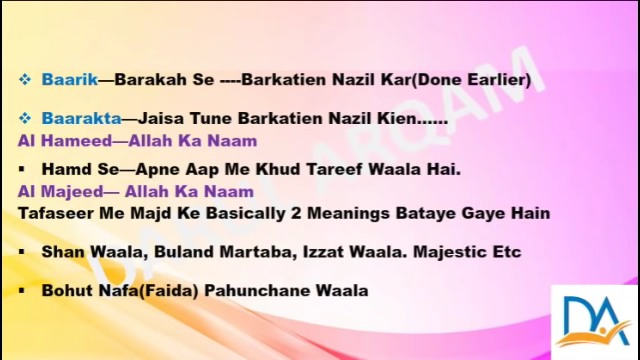 ❖ Baarik—Barakah Se ----Barkatien Nazil Kar(Done Earlier)
❖ Baarakta—Jaisa Tune Barkatien Nazil Kien......
Al Hameed—Allah Ka Naam
▪ Hamd Se—Apne Aap Me Khud Tareef Waala Hai.
Al Majeed— Allah Ka Naam
Tafaseer Me Majd Ke Basically 2 Meanings Bataye Gaye Hain
▪ Shan Waala, Buland Martaba, Izzat Waala. Majestic Etc
▪ Bohut Nafa(Faida) Pahunchane Waala
DARUL ARQAM
DA